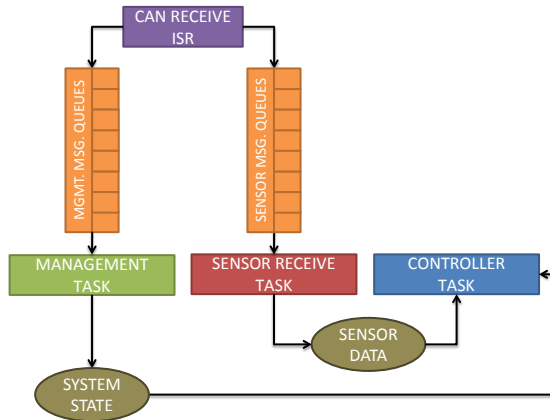 CAN RECEIVE
ISR
MGMT. MSG. QUEUES
SENSOR MSG. QUEUES
MANAGEMENT
TASK
SENSOR RECEIVE
TASK
CONTROLLER
TASK
SENSOR
DATA
SYSTEM
STATE